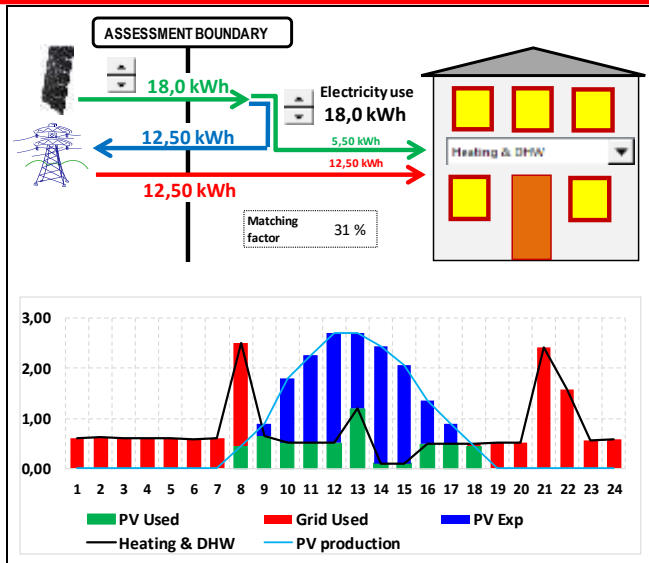 ASSESSMENT BOUNDARY
18,0 kWh
Electricity use
18,0 kWh
12,50 kWh
5,50 kWh
Heating & DHW
12,50 kWh
12,50 kWh
Matching
factor
31 %
3,00
2,00
1,00
0,00
1 2 3 4 5 6 7 8 9 10 11 12 13 14 15 16 17 18 19 20 21 22 23 24
PV Used Grid Used PV Exp
Heating & DHW PV production